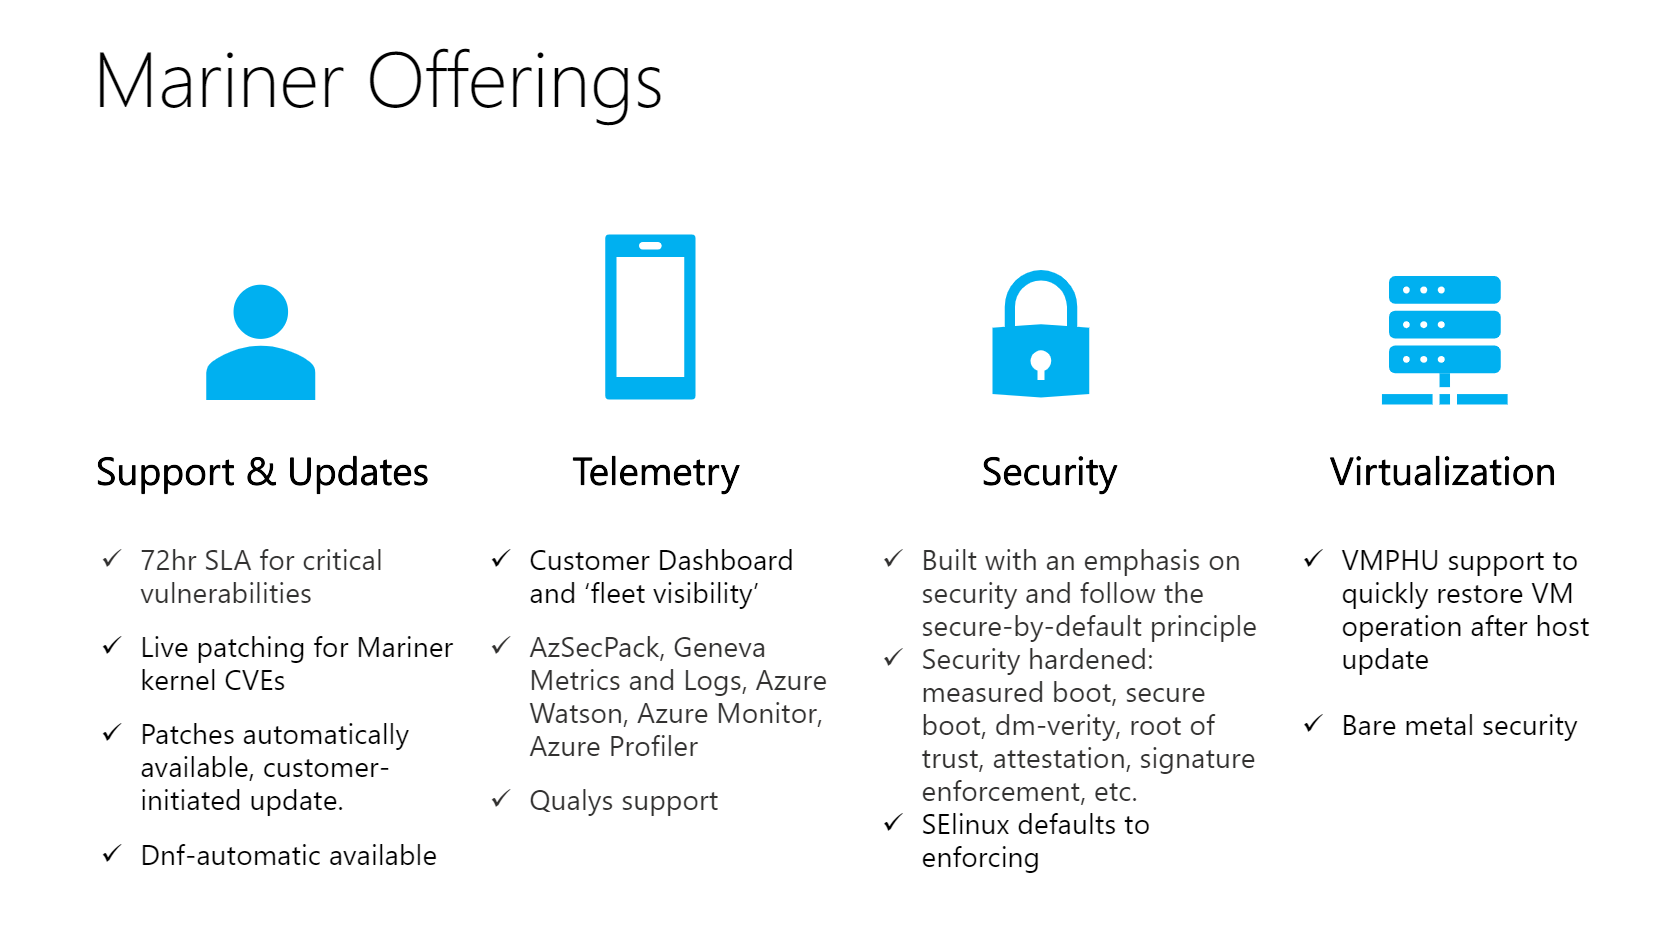 Mariner Offerings
Support & Updates
✓ 72hr SLA for critical
vulnerabilities
✓ Live patching for Mariner
kernel CVEs
✓ Patches automatically
available, customer-
initiated update.
✓ Dnf-automatic available
Telemetry
✓ Customer Dashboard
and ‘fleet visibility’
✓ AzSecPack, Geneva
Metrics and Logs, Azure
Watson, Azure Monitor,
Azure Profiler
✓ Qualys support
Security
✓ Built with an emphasis on
security and follow the
secure-by-default principle
✓ Security hardened:
measured boot, secure
boot, dm-verity, root of
trust, attestation, signature
enforcement, etc.
✓ SElinux defaults to
enforcing
Virtualization
✓ VMPHU support to
quickly restore VM
operation after host
update
✓ Bare metal security